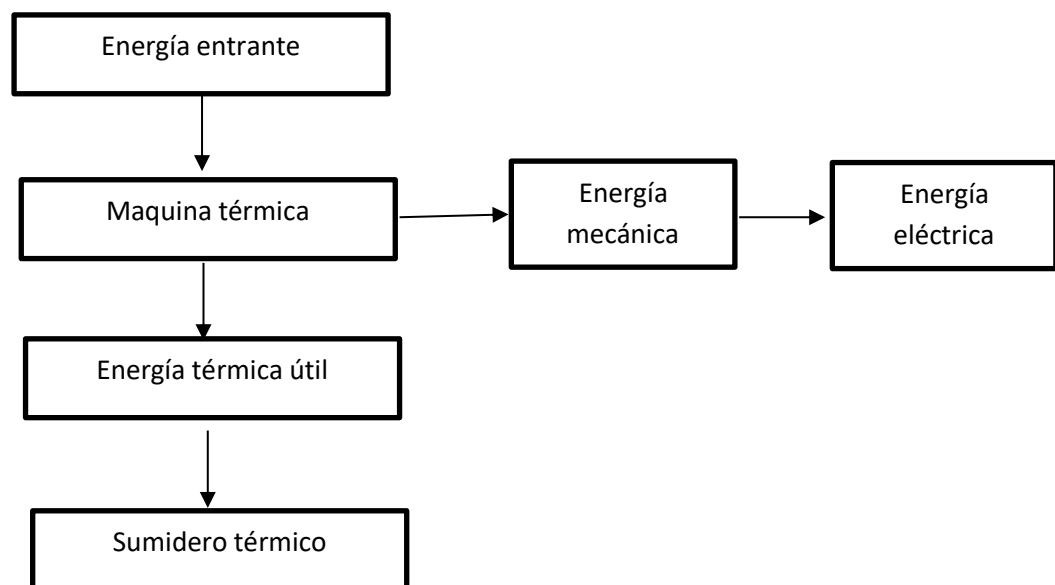 Energía entrante
Maquina térmica
Energía
mecánica
Energía
eléctrica
Energía térmica útil
Sumidero térmico